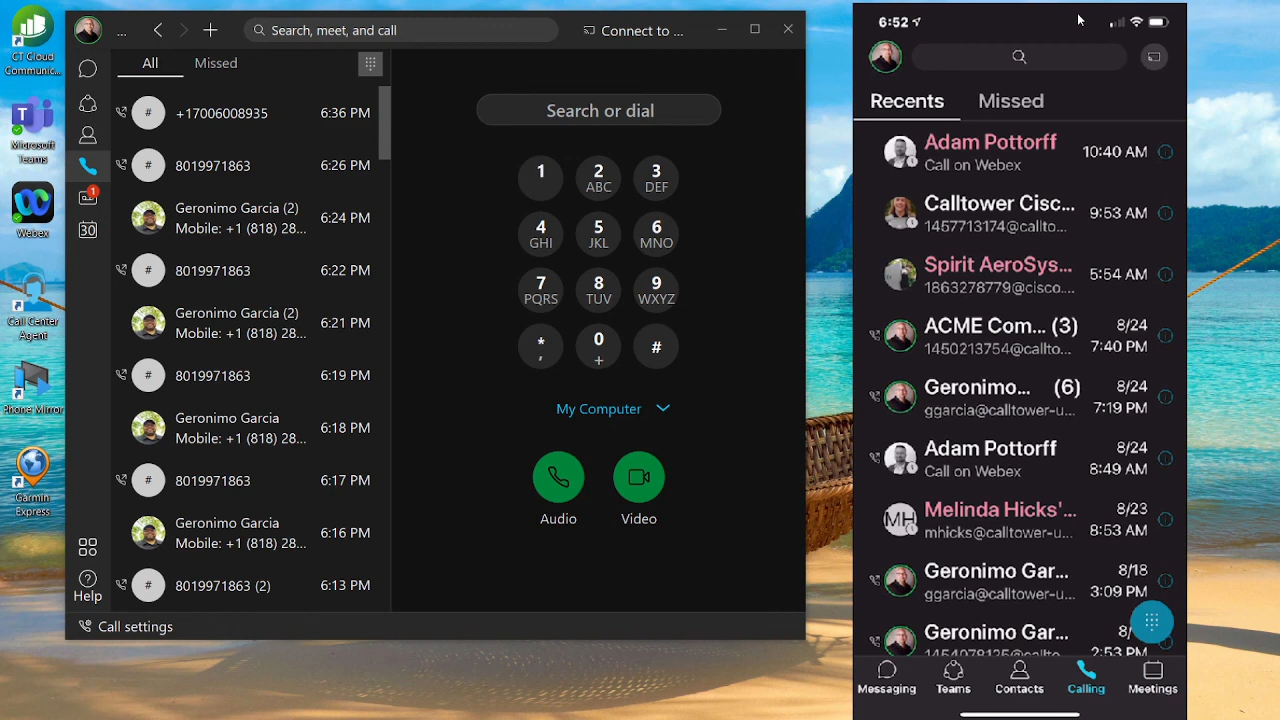 CT Cloud
Communic...
Microsoft
Teams
Webex
Call Center
Agent
Phone Mirror
Garmin
Express
...
Search, meet, and call
Connect to ...
All
Missed
1
30
Help
# +17006008935 6:36 PM
# 8019971863 6:26 PM
Geronimo Garcia (2)
Mobile: +1 (818) 28...
6:24 PM
# 8019971863 6:22 PM
Geronimo Garcia (2)
Mobile: +1 (818) 28...
6:21 PM
# 8019971863 6:19 PM
Geronimo Garcia
Mobile: +1 (818) 28...
6:18 PM
# 8019971863 6:17 PM
Geronimo Garcia
Mobile: +1 (818) 28...
6:16 PM
# 8019971863 (2) 6:13 PM
Call settings
Search or dial
1 2 3
ABC DEF
4 5 6
GHI JKL MNO
7 8 9
PQRS TUV WXYZ
* 0 #
, +
My Computer
Audio Video
6:52
Recents Missed
Adam Pottorff
Call on Webex
10:40 AM
Calltower Cisc...
1457713174@callto...
9:53 AM
Spirit AeroSys...
1863278779@cisco...
5:54 AM
ACME Com... (3)
1450213754@callto...
8/24
7:40 PM
Geronimo... (6)
ggarcia@calltower-u...
8/24
7:19 PM
Adam Pottorff
Call on Webex
8/24
8:49 AM
MH
Melinda Hicks'...
mhicks@calltower-u...
8/23
8:53 AM
Geronimo Gar...
ggarcia@calltower-u...
8/18
3:09 PM
Geronimo Gar...
1454078125@callto...
8/
2:53 PM
Messaging Teams Contacts Calling Meetings